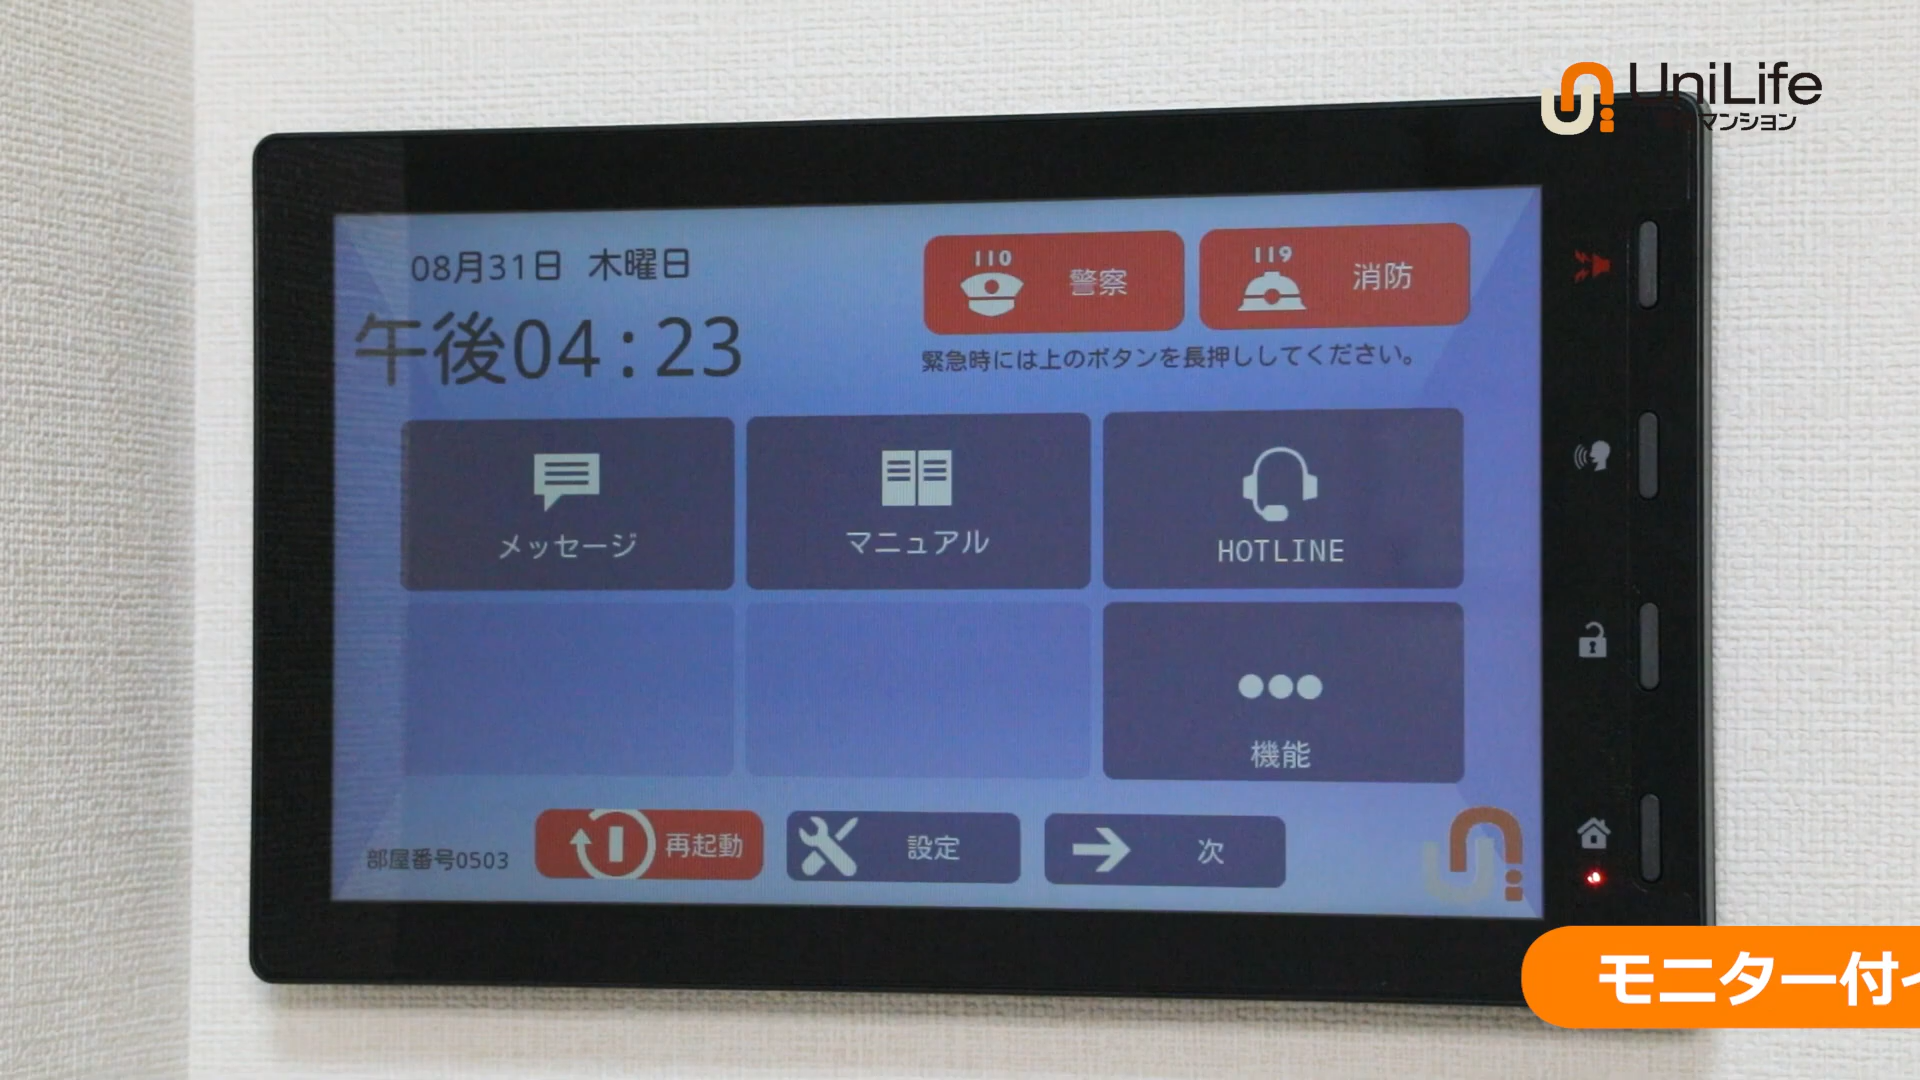 UniLife
マンション
08月31日 木曜日
午後04:23
110 警察
119 消防
緊急時には上のボタンを長押ししてください。
メッセージ
マニュアル
HOTLINE
機能
部屋番号0503
再起動
設定
次
モニター付